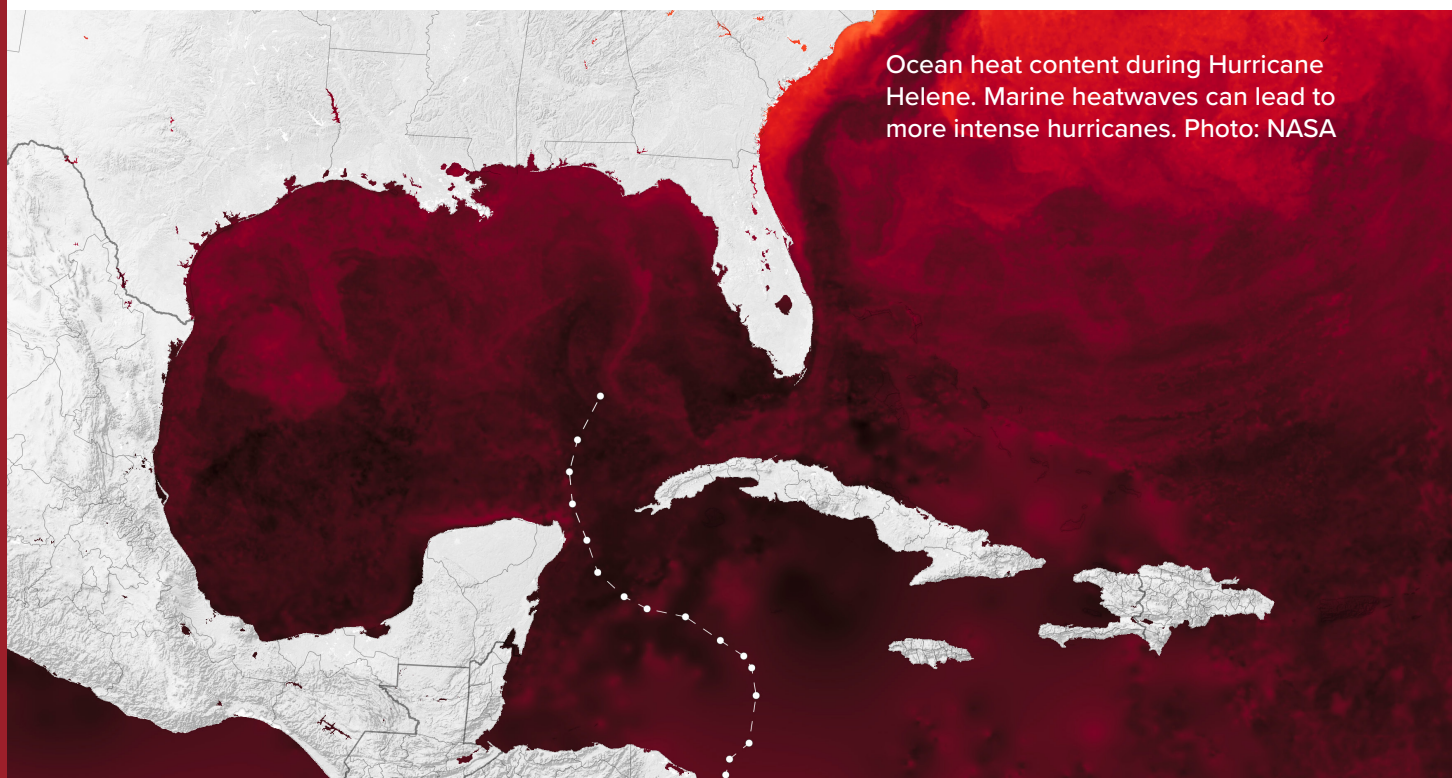 Ocean heat content during Hurricane
Helene. Marine heatwaves can lead to
more intense hurricanes. Photo: NASA